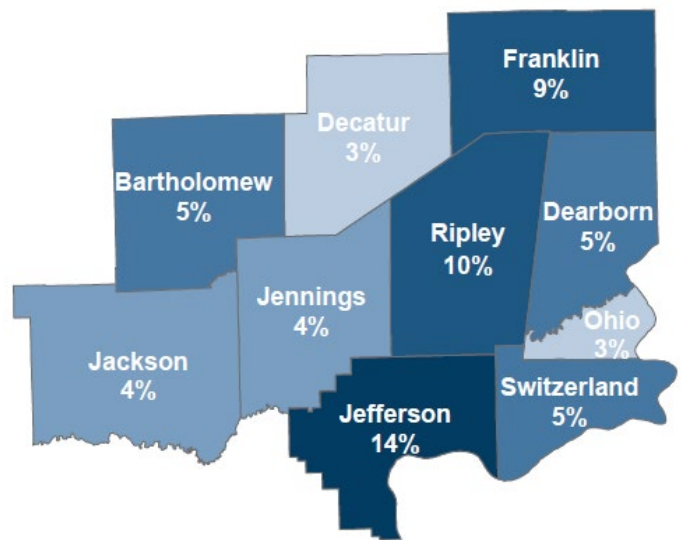 Franklin
9%
Decatur
3%
Bartholomew
5%
Dearborn
5%
Ripley
10%
Jennings
4%
Ohio
3%
Jackson
4%
Switzerland
5%
Jefferson
14%